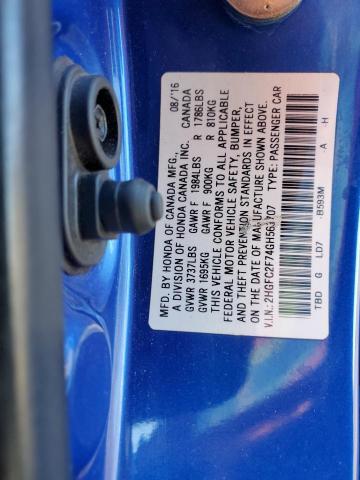 MFD. BY HONDA OF CANADA MFG.,
A DIVISION OF HONDA CANADA INC. 08/'16
GVWR 3737LBS GAWR F 1984LBS R 1786LBS CANADA
GVWR 1695KG GAWR F 900KG R 810KG
THIS VEHICLE CONFORMS TO ALL APPLICABLE
FEDERAL MOTOR VEHICLE SAFETY, BUMPER,
AND THEFT PREVENTION STANDARDS IN EFFECT
ON THE DATE OF MANUFACTURE SHOWN ABOVE.
V.I.N.: 2HGFC2F74GH563707 TYPE: PASSENGER CAR
TBD G LD7 B593M A H